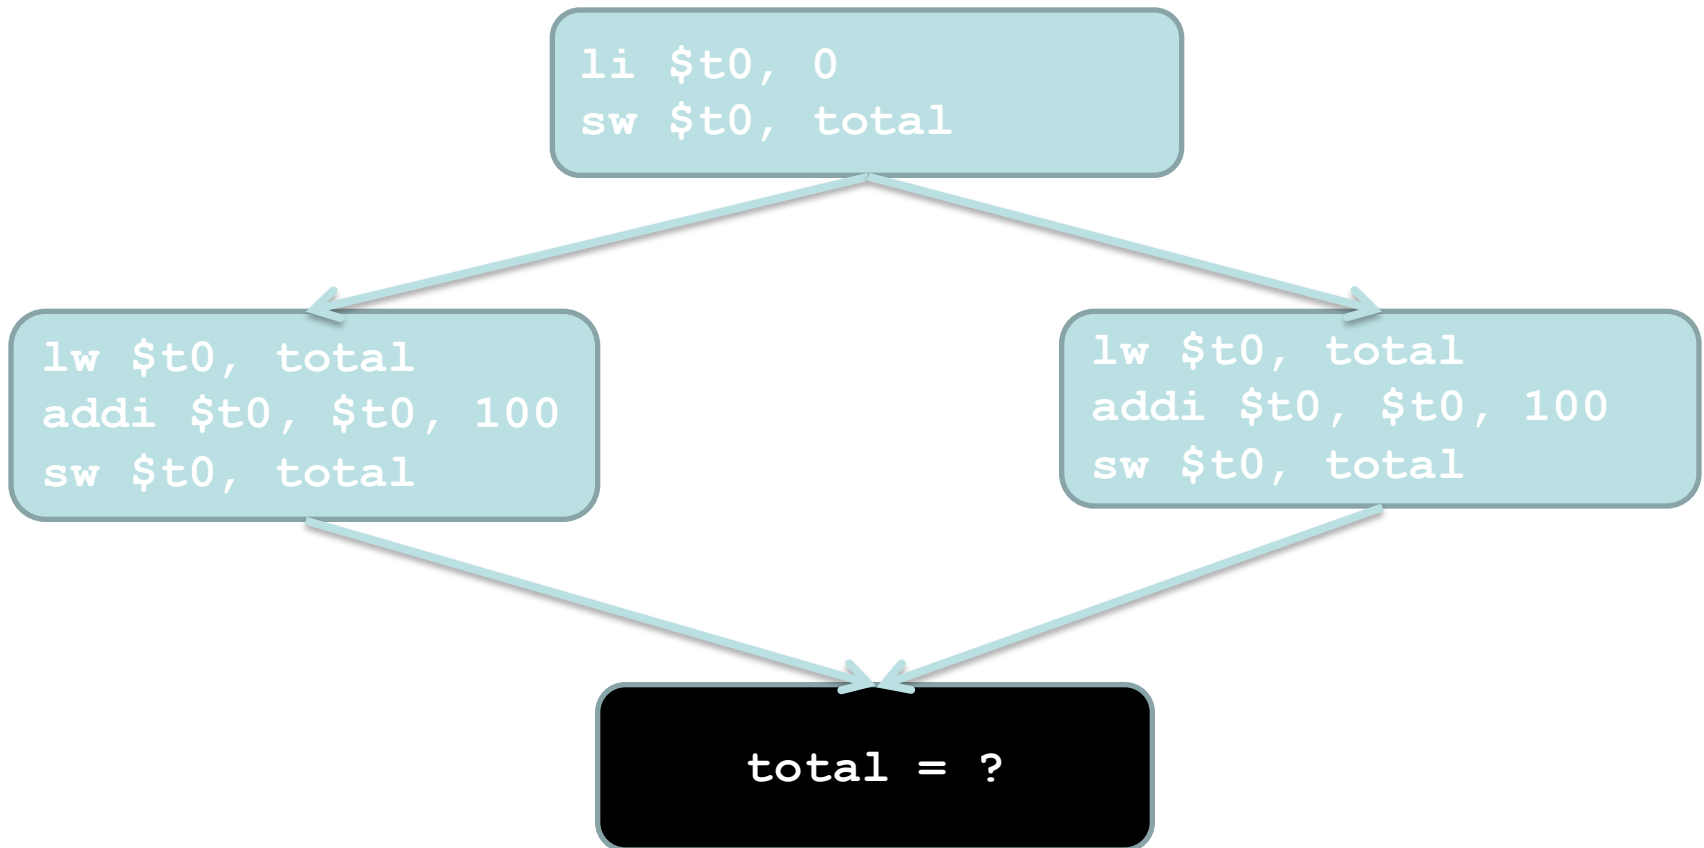 li $t0, 0
sw $t0, total
lw $t0, total
addi $t0, $t0, 100
sw $t0, total
lw $t0, total
addi $t0, $t0, 100
sw $t0, total
total = ?